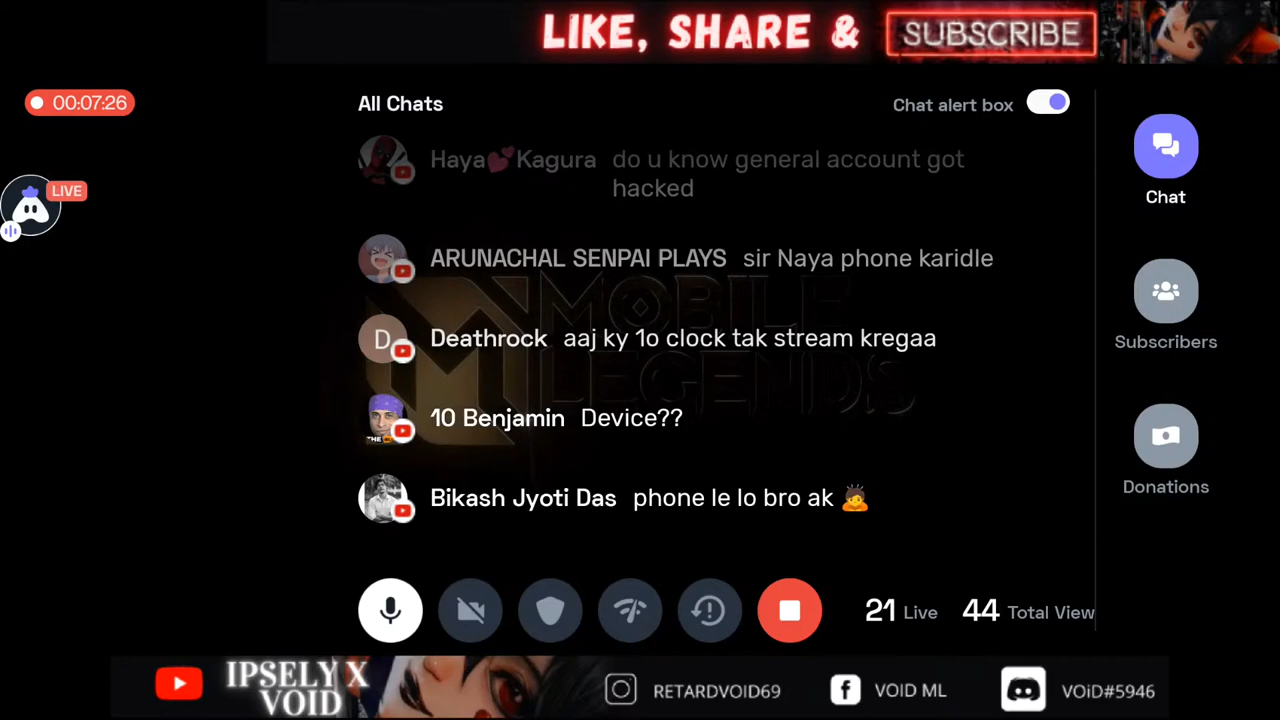 LIKE, SHARE & SUBSCRIBE
00:07:26
All Chats
Chat alert box
Haya💕Kagura do u know general account got
hacked
LIVE
Chat
ARUNACHAL SENPAI PLAYS sir Naya phone karidle
MOBILE
LEGENDS
Subscribers
D
Deathrock aaj ky 1o clock tak stream kregaa
10 Benjamin Device??
THE
Bikash Jyoti Das phone le lo bro ak 🙇
Donations
21 Live 44 Total View
IPSELY X
VOID
RETARDVOID69
VOID ML
VOiD#5946